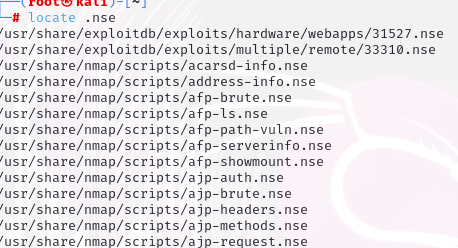 (root㉿kali)-[~]
# locate .nse
/usr/share/exploitdb/exploits/hardware/webapps/31527.nse
/usr/share/exploitdb/exploits/multiple/remote/33310.nse
/usr/share/nmap/scripts/acarsd-info.nse
/usr/share/nmap/scripts/address-info.nse
/usr/share/nmap/scripts/afp-brute.nse
/usr/share/nmap/scripts/afp-ls.nse
/usr/share/nmap/scripts/afp-path-vuln.nse
/usr/share/nmap/scripts/afp-serverinfo.nse
/usr/share/nmap/scripts/afp-showmount.nse
/usr/share/nmap/scripts/ajp-auth.nse
/usr/share/nmap/scripts/ajp-brute.nse
/usr/share/nmap/scripts/ajp-headers.nse
/usr/share/nmap/scripts/ajp-methods.nse
/usr/share/nmap/scripts/ajp-request.nse